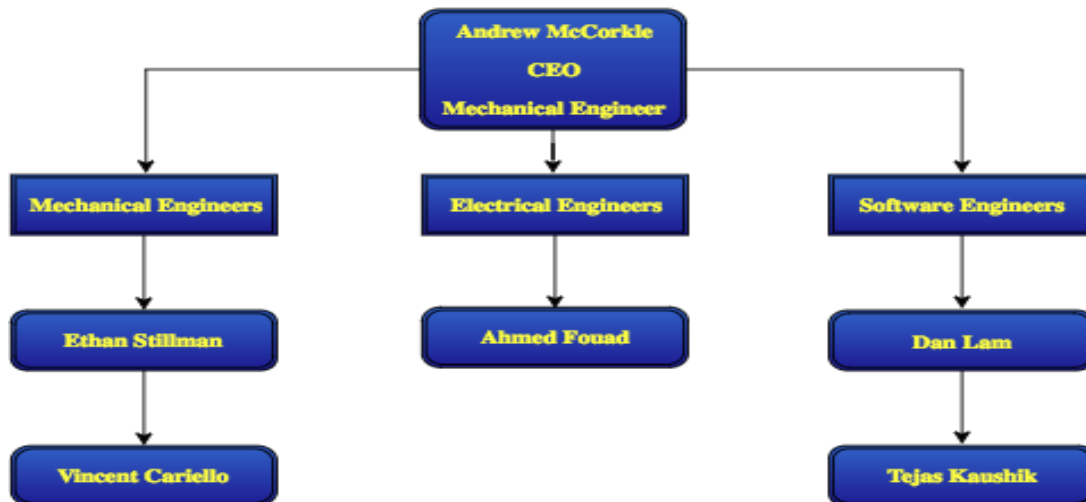 Andrew McCorkle
CEO
Mechanical Engineer
Mechanical Engineers
Electrical Engineers
Software Engineers
Ethan Stillman
Ahmed Fouad
Dan Lam
Vincent Cariello
Tejas Kaushik